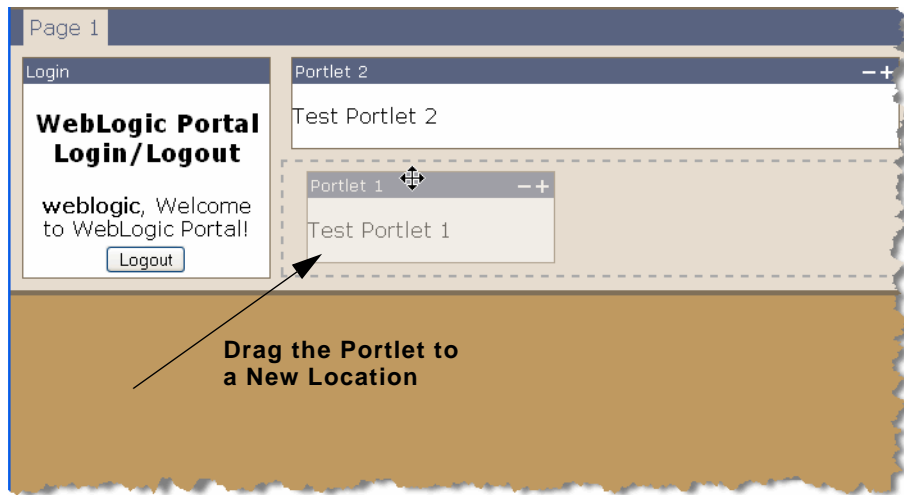 Page 1
Login
WebLogic Portal
Login/Logout
weblogic, Welcome
to WebLogic Portal!
Logout
Portlet 2
Test Portlet 2
Portlet 1
Test Portlet 1
Drag the Portlet to
a New Location